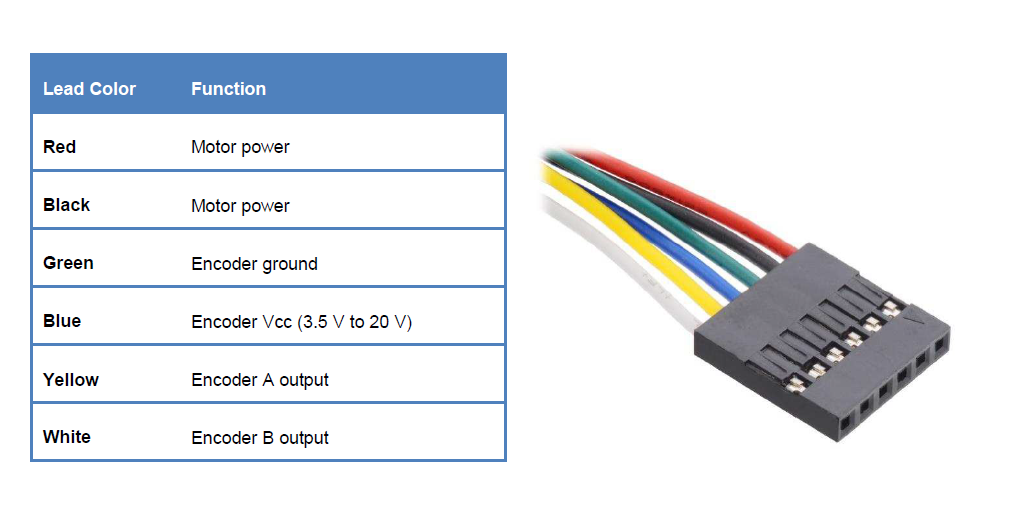 Lead Color Function
Red Motor power
Black Motor power
Green Encoder ground
Blue Encoder Vcc (3.5 V to 20 V)
Yellow Encoder A output
White Encoder B output